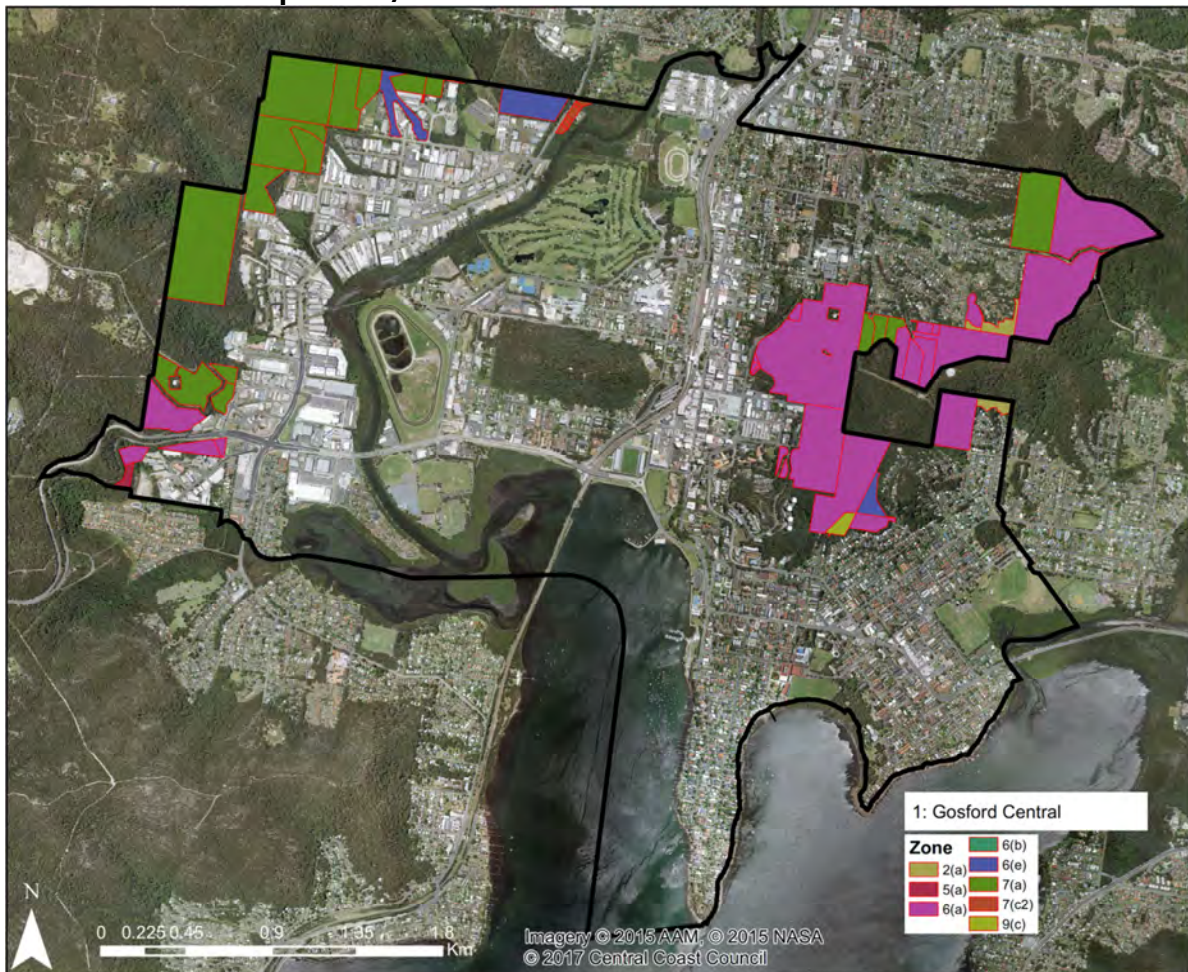 1: Gosford Central
Zone
2(a)
5(a)
6(a)
6(b)
6(e)
7(a)
7(c2)
9(c)
N
0 0.225 0.45 0.9 1.35 1.8
Km
Imagery © 2015 AAM, © 2015 NASA
© 2017 Central Coast Council